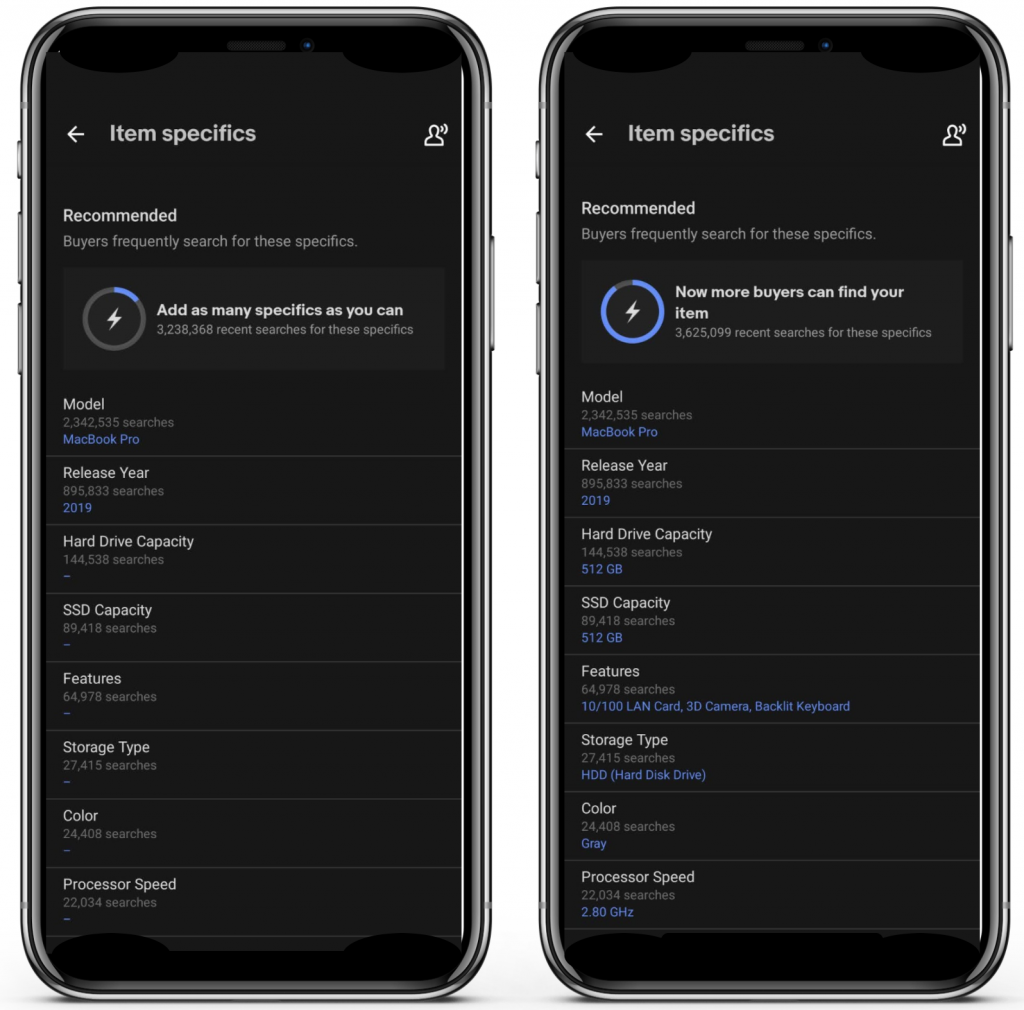 Item specifics
Recommended
Buyers frequently search for these specifics.
Add as many specifics as you can
3,238,368 recent searches for these specifics
Model
2,342,535 searches
MacBook Pro
Release Year
895,833 searches
2019
Hard Drive Capacity
144,538 searches
–
SSD Capacity
89,418 searches
–
Features
64,978 searches
–
Storage Type
27,415 searches
–
Color
24,408 searches
–
Processor Speed
22,034 searches
–
Item specifics
Recommended
Buyers frequently search for these specifics.
Now more buyers can find your
item
3,625,099 recent searches for these specifics
Model
2,342,535 searches
MacBook Pro
Release Year
895,833 searches
2019
Hard Drive Capacity
144,538 searches
512 GB
SSD Capacity
89,418 searches
512 GB
Features
64,978 searches
10/100 LAN Card, 3D Camera, Backlit Keyboard
Storage Type
27,415 searches
HDD (Hard Disk Drive)
Color
24,408 searches
Gray
Processor Speed
22,034 searches
2.80 GHz